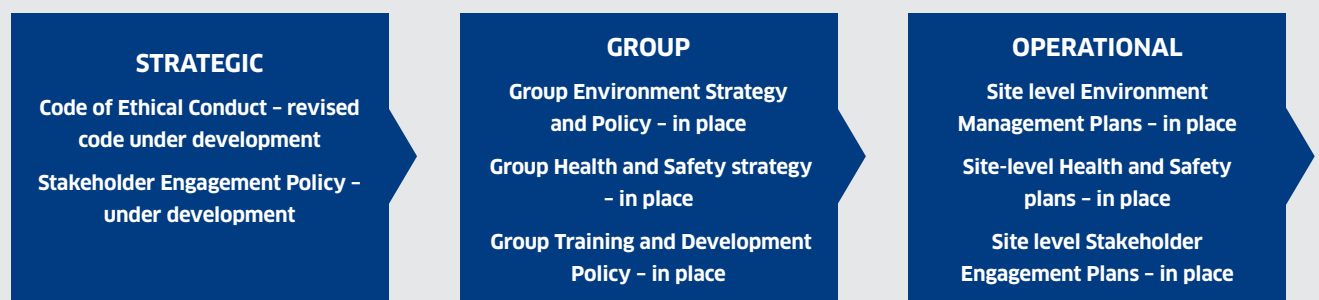 STRATEGIC
Code of Ethical Conduct – revised
code under development
Stakeholder Engagement Policy –
under development
GROUP
Group Environment Strategy
and Policy – in place
Group Health and Safety strategy
– in place
Group Training and Development
Policy – in place
OPERATIONAL
Site level Environment
Management Plans – in place
Site-level Health and Safety
plans – in place
Site level Stakeholder
Engagement Plans – in place